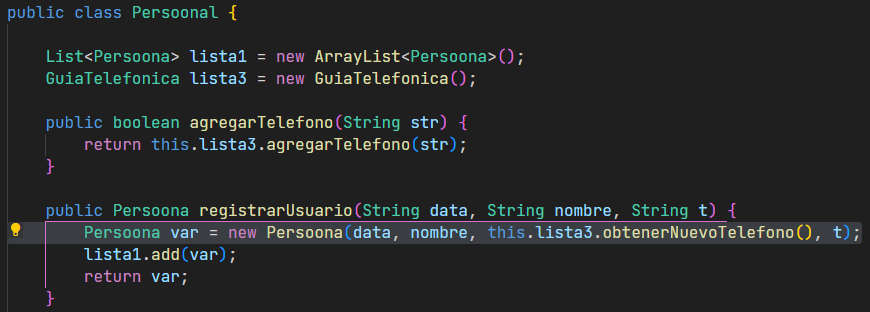 public class Persoonal {
List<Persoona> lista1 = new ArrayList<Persoona>();
GuiaTelefonica lista3 = new GuiaTelefonica();
public boolean agregarTelefono(String str) {
return this.lista3.agregarTelefono(str);
}
public Persoona registrarUsuario(String data, String nombre, String t) {
Persoona var = new Persoona(data, nombre, this.lista3.obtenerNuevoTelefono(), t);
lista1.add(var);
return var;
}